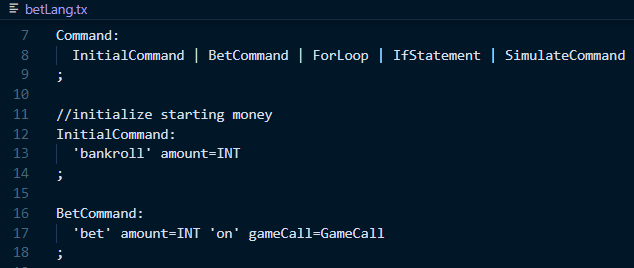 betLang.tx
7 Command:
8 InitialCommand | BetCommand | ForLoop | IfStatement | SimulateCommand
9 ;
10
11 //initialize starting money
12 InitialCommand:
13 'bankroll' amount=INT
14 ;
15
16 BetCommand:
17 'bet' amount=INT 'on' gameCall=GameCall
18 ;